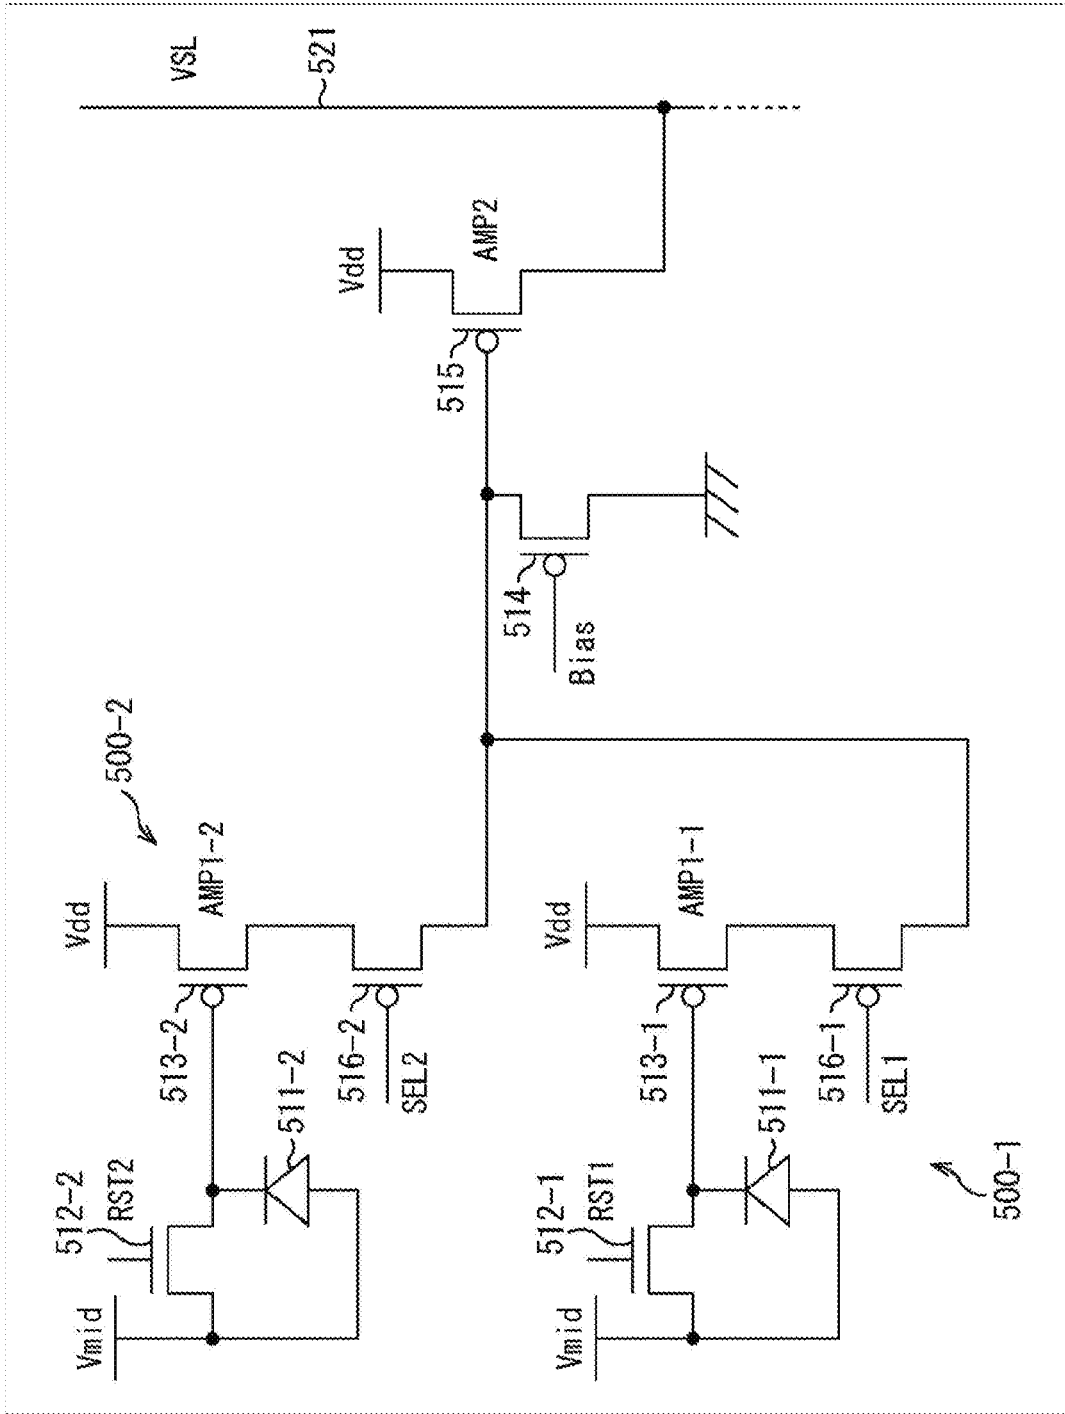 500-2
Vmid
512-2
RST2
511-2
513-2
Vdd
AMP1-2
516-2
SEL2
Vmid
512-1
RST1
511-1
513-1
Vdd
AMP1-1
516-1
SEL1
500-1
Bias
514
515
Vdd
AMP2
VSL
521